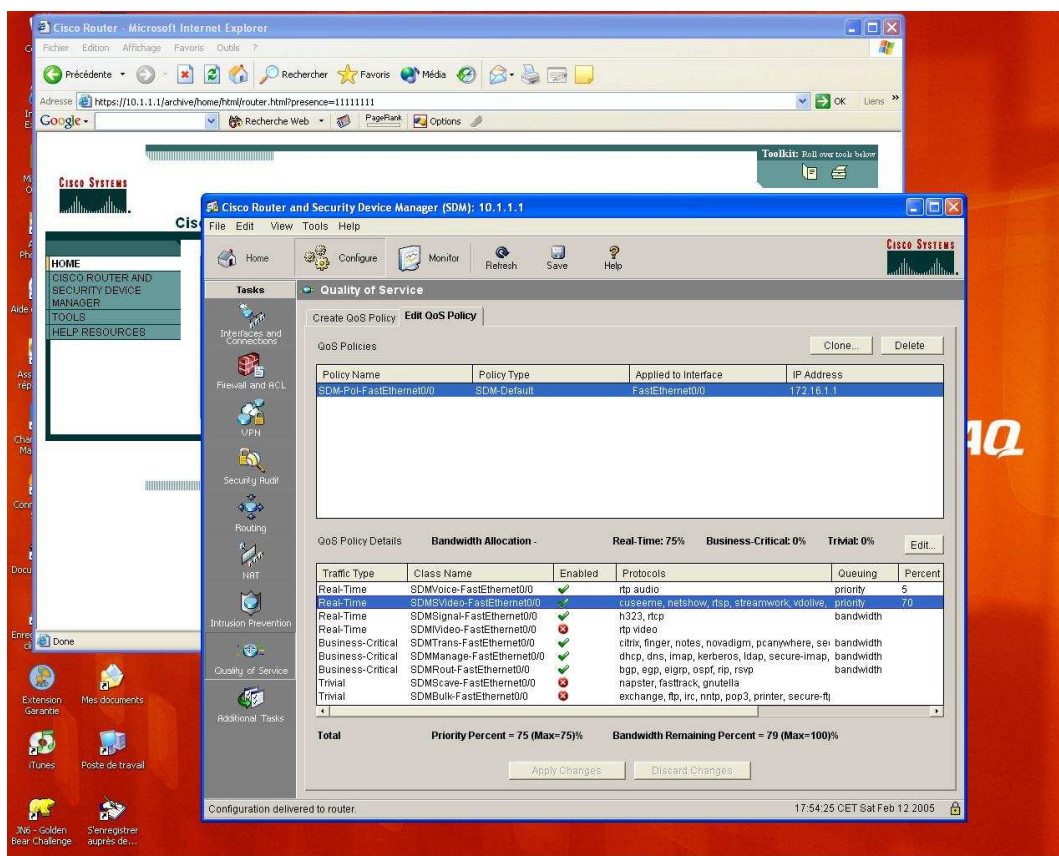 Cisco Router - Microsoft Internet Explorer
Fichier Edition Affichage Favoris Outils ?
Précédente Rechercher Favoris Média
Adresse https://10.1.1.1/archive/home/html/router.html?presence=11111111 OK Liens »
Google - Recherche Web PageRank Options
Toolkit: Roll over tools below
CISCO SYSTEMS
Cis
HOME
CISCO ROUTER AND
SECURITY DEVICE
MANAGER
TOOLS
HELP RESOURCES
Done
Cisco Router and Security Device Manager (SDM): 10.1.1.1
File Edit View Tools Help
Home Configure Monitor Refresh Save Help
CISCO SYSTEMS
Tasks
Interfaces and
Connections
Firewall and ACL
VPN
Security Audit
Routing
NAT
Intrusion Prevention
Quality of Service
Additional Tasks
Quality of Service
Create QoS Policy Edit QoS Policy
QoS Policies Clone... Delete
Policy Name Policy Type Applied to Interface IP Address
SDM-Pol-FastEthernet0/0 SDM-Default FastEthernet0/0 172.16.1.1
QoS Policy Details Bandwidth Allocation - Real-Time: 75% Business-Critical: 0% Trivial: 0% Edit...
Traffic Type Class Name Enabled Protocols Queuing Percent
Real-Time SDMVoice-FastEthernet0/0 rtp audio priority 5
Real-Time SDMSVideo-FastEthernet0/0 cuseeme, netshow, rtsp, streamwork, vdolive, priority 70
Real-Time SDMSignal-FastEthernet0/0 h323, rtcp bandwidth
Real-Time SDMIVideo-FastEthernet0/0 rtp video
Business-Critical SDMTrans-FastEthernet0/0 citrix, finger, notes, novadigm, pcanywhere, se bandwidth
Business-Critical SDMManage-FastEthernet0/0 dhcp, dns, imap, kerberos, ldap, secure-imap, bandwidth
Business-Critical SDMRout-FastEthernet0/0 bgp, egp, eigrp, ospf, rip, rsvp bandwidth
Trivial SDMScave-FastEthernet0/0 napster, fasttrack, gnutella
Trivial SDMBulk-FastEthernet0/0 exchange, ftp, irc, nntp, pop3, printer, secure-ft
Total Priority Percent = 75 (Max=75)% Bandwidth Remaining Percent = 79 (Max=100)%
Apply Changes Discard Changes
Configuration delivered to router. 17:54:25 CET Sat Feb 12 2005
AQ
Extension
Garantie
Mes documents
iTunes
Poste de travail
JN6 - Golden
Bear Challenge
S'enregistrer
auprès de...